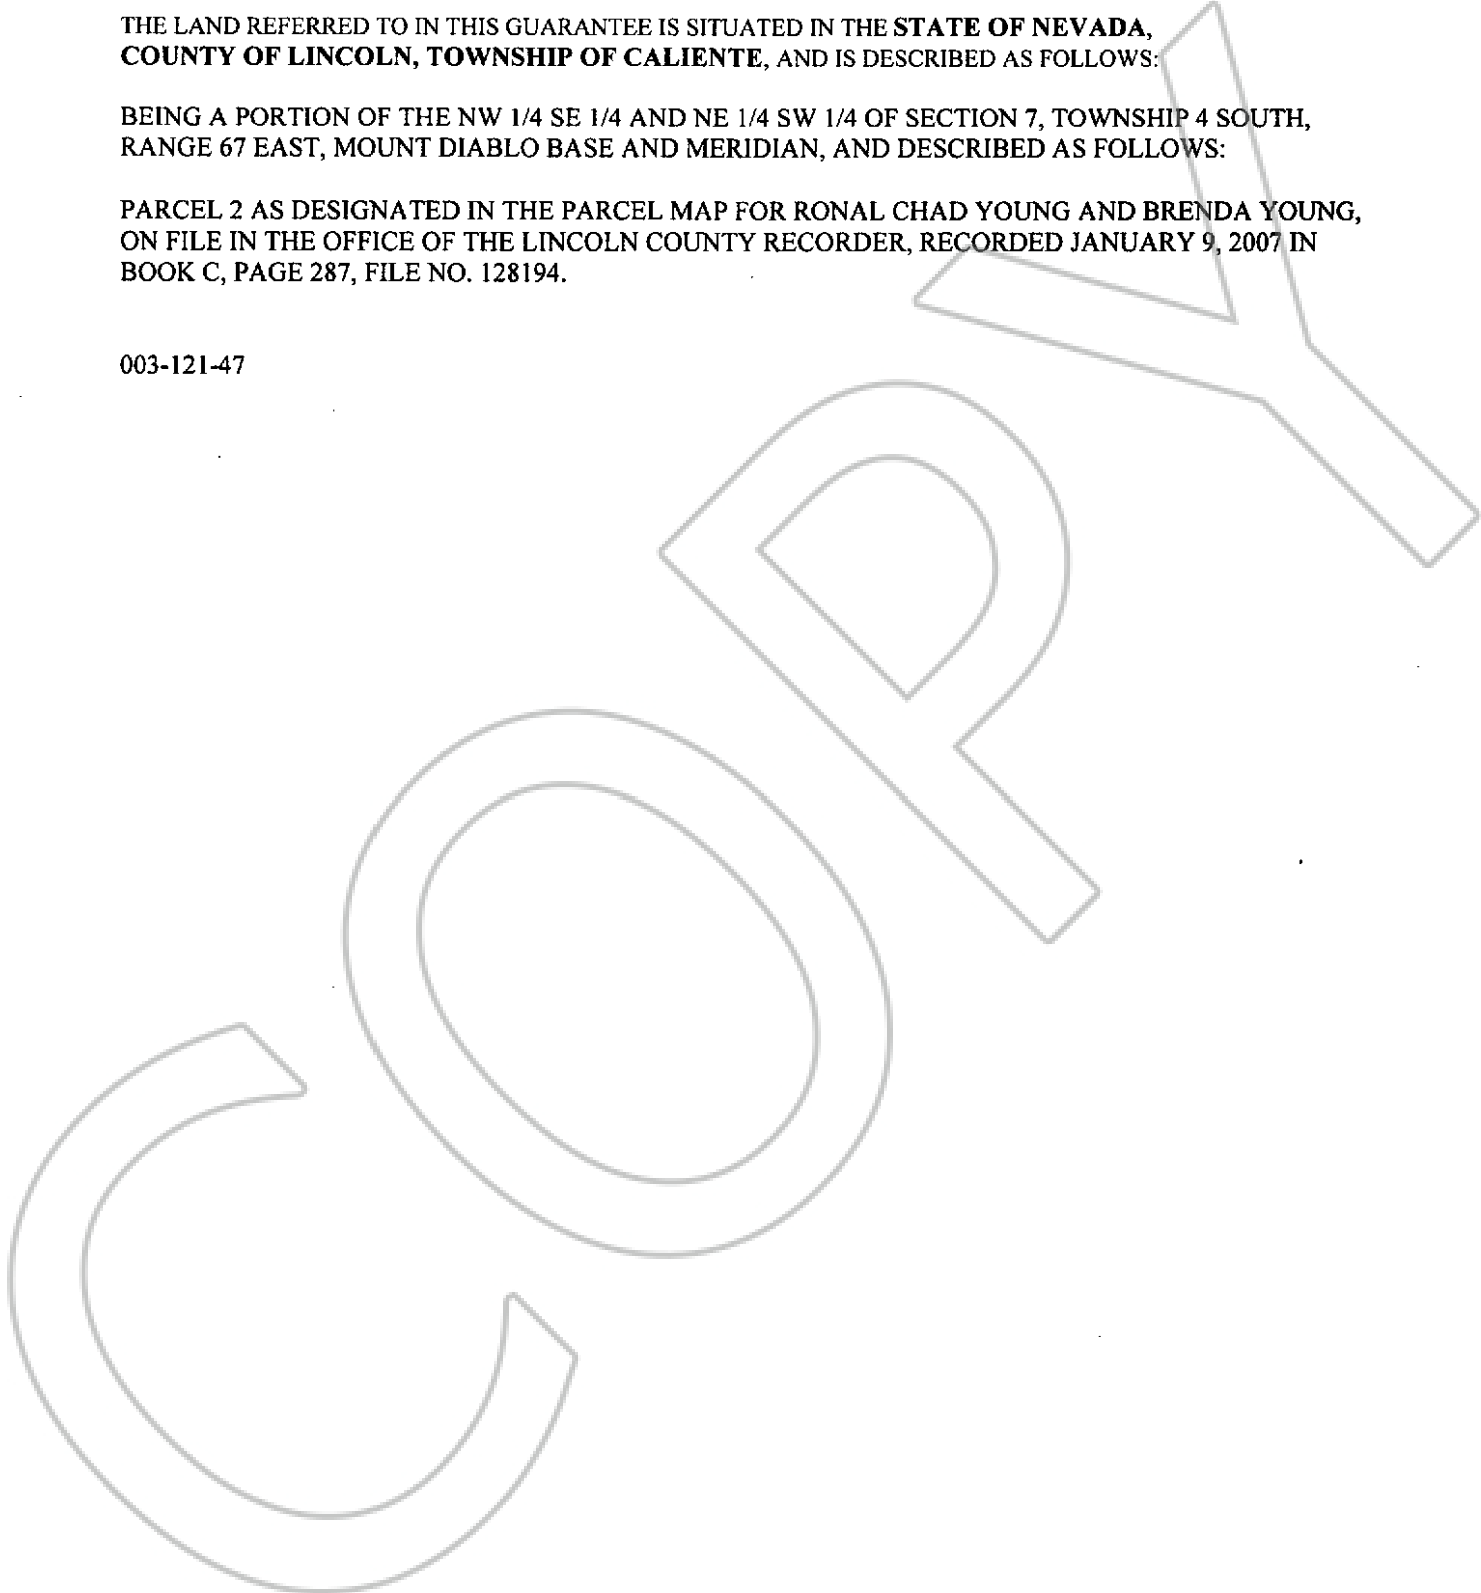 THE LAND REFERRED TO IN THIS GUARANTEE IS SITUATED IN THE STATE OF NEVADA,
COUNTY OF LINCOLN, TOWNSHIP OF CALIENTE, AND IS DESCRIBED AS FOLLOWS:
BEING A PORTION OF THE NW 1/4 SE 1/4 AND NE 1/4 SW 1/4 OF SECTION 7, TOWNSHIP 4 SOUTH,
RANGE 67 EAST, MOUNT DIABLO BASE AND MERIDIAN, AND DESCRIBED AS FOLLOWS:
PARCEL 2 AS DESIGNATED IN THE PARCEL MAP FOR RONAL CHAD YOUNG AND BRENDA YOUNG,
ON FILE IN THE OFFICE OF THE LINCOLN COUNTY RECORDER, RECORDED JANUARY 9, 2007 IN
BOOK C, PAGE 287, FILE NO. 128194.
003-121-47
COPY